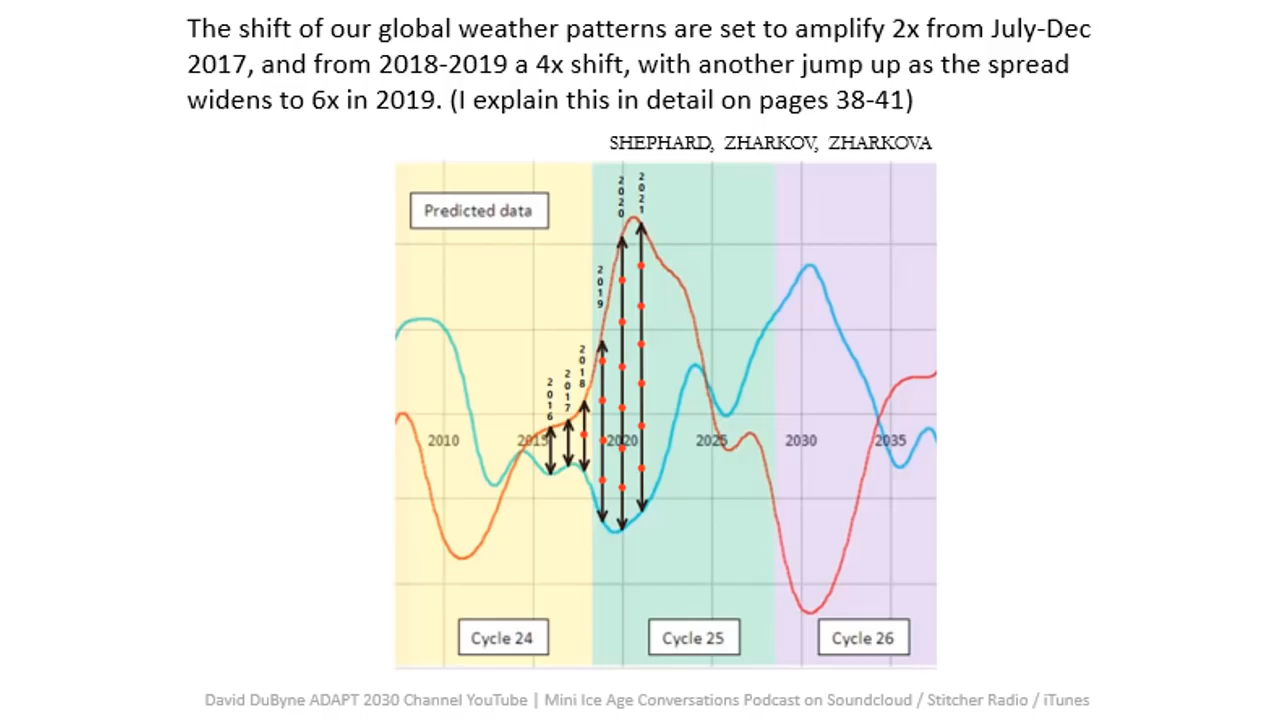 The shift of our global weather patterns are set to amplify 2x from July-Dec
2017, and from 2018-2019 a 4x shift, with another jump up as the spread
widens to 6x in 2019. (I explain this in detail on pages 38-41)
SHEPHARD, ZHARKOV, ZHARKOVA
Predicted data
2016
2017
2018
2019
2020
2021
2010
2015
2020
2025
2030
2035
Cycle 24
Cycle 25
Cycle 26
David DuByne ADAPT 2030 Channel YouTube | Mini Ice Age Conversations Podcast on Soundcloud / Stitcher Radio / iTunes